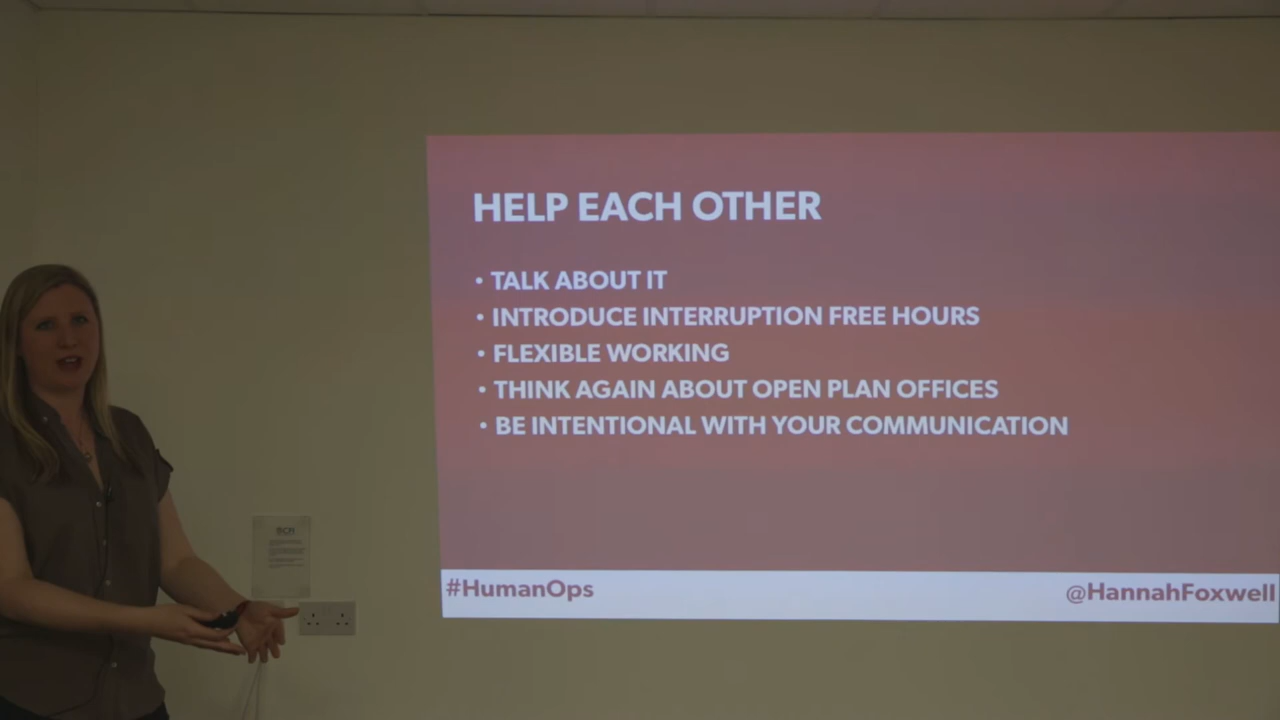 HELP EACH OTHER
• TALK ABOUT IT
• INTRODUCE INTERRUPTION FREE HOURS
• FLEXIBLE WORKING
• THINK AGAIN ABOUT OPEN PLAN OFFICES
• BE INTENTIONAL WITH YOUR COMMUNICATION
#HumanOps
@HannahFoxwell